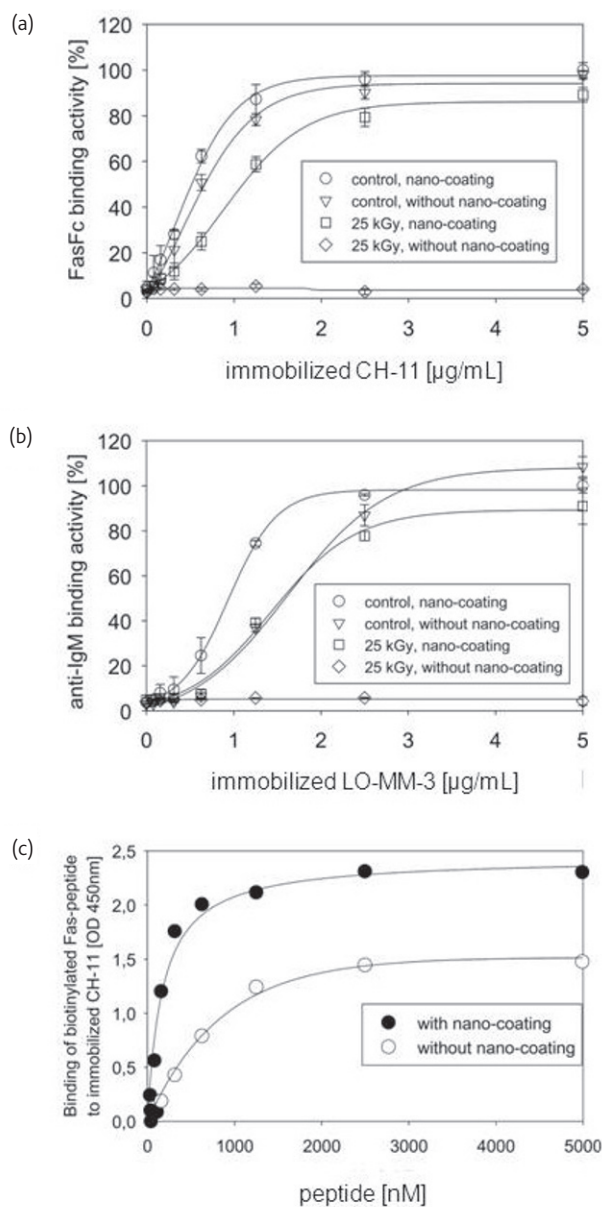 (a)
FasFc binding activity [%]
120
100
80
60
40
20
0
control, nano-coating
control, without nano-coating
25 kGy, nano-coating
25 kGy, without nano-coating
0 1 2 3 4 5
immobilized CH-11 [µg/mL]
(b)
anti-IgM binding activity [%]
120
100
80
60
40
20
0
control, nano-coating
control, without nano-coating
25 kGy, nano-coating
25 kGy, without nano-coating
0 1 2 3 4 5
immobilized LO-MM-3 [µg/mL]
(c)
Binding of biotinylated Fas-peptide
to immobilized CH-11 [OD 450nm]
2,5
2,0
1,5
1,0
0,5
0,0
with nano-coating
without nano-coating
0 1000 2000 3000 4000 5000
peptide [nM]